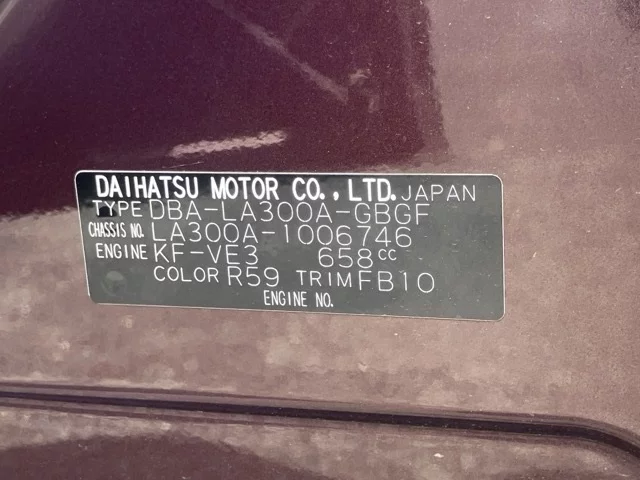 DAIHATSU MOTOR CO., LTD. JAPAN
TYPE DBA-LA300A-GBGF
CHASSIS NO. LA300A-1006746
ENGINE KF-VE3 658cc
COLOR R59 TRIM FB10
ENGINE NO.